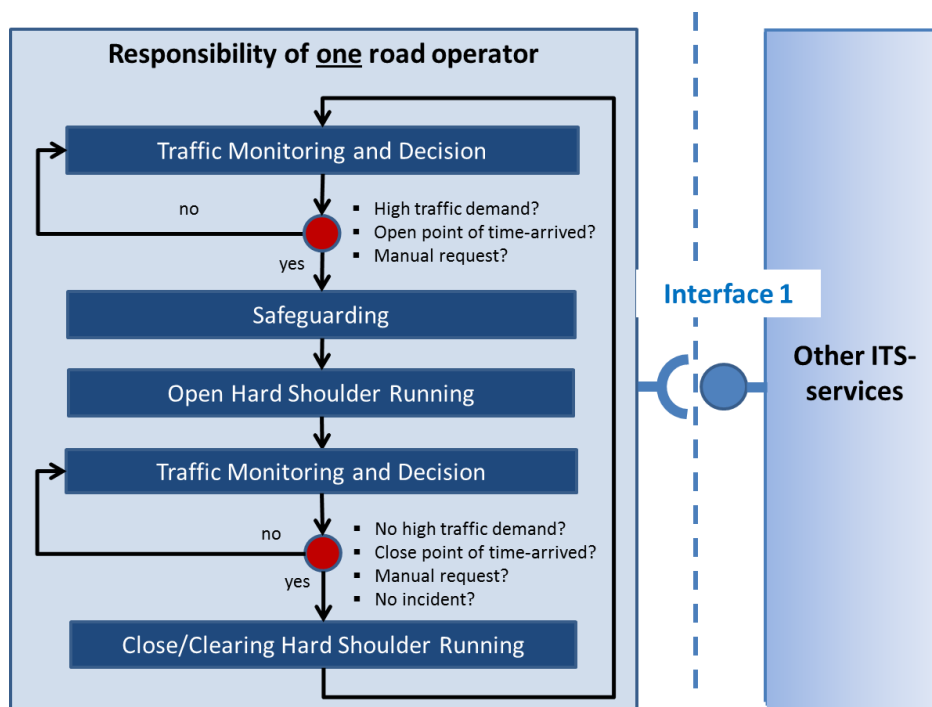 Responsibility of one road operator
Traffic Monitoring and Decision
no
▪ High traffic demand?
▪ Open point of time-arrived?
▪ Manual request?
yes
Safeguarding
Open Hard Shoulder Running
Traffic Monitoring and Decision
no
▪ No high traffic demand?
▪ Close point of time-arrived?
▪ Manual request?
▪ No incident?
yes
Close/Clearing Hard Shoulder Running
Interface 1
Other ITS-
services